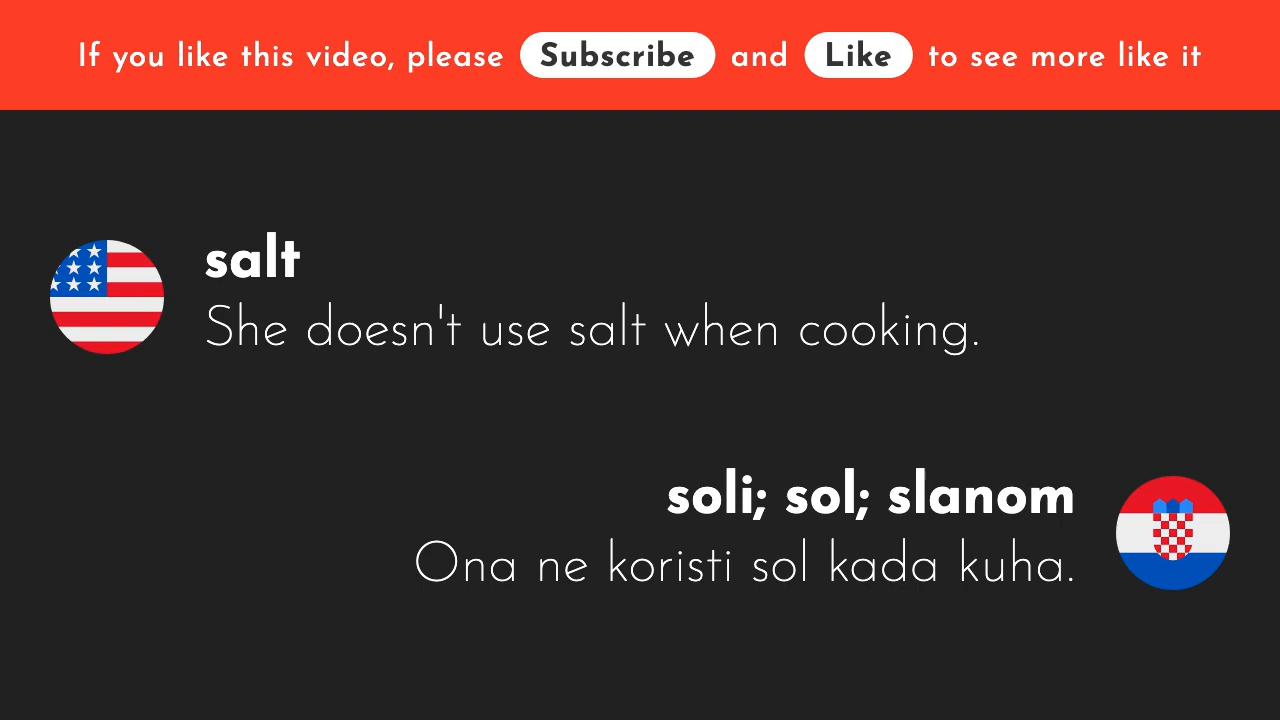 If you like this video, please Subscribe and Like to see more like it
salt
She doesn't use salt when cooking.
soli; sol; slanom
Ona ne koristi sol kada kuha.